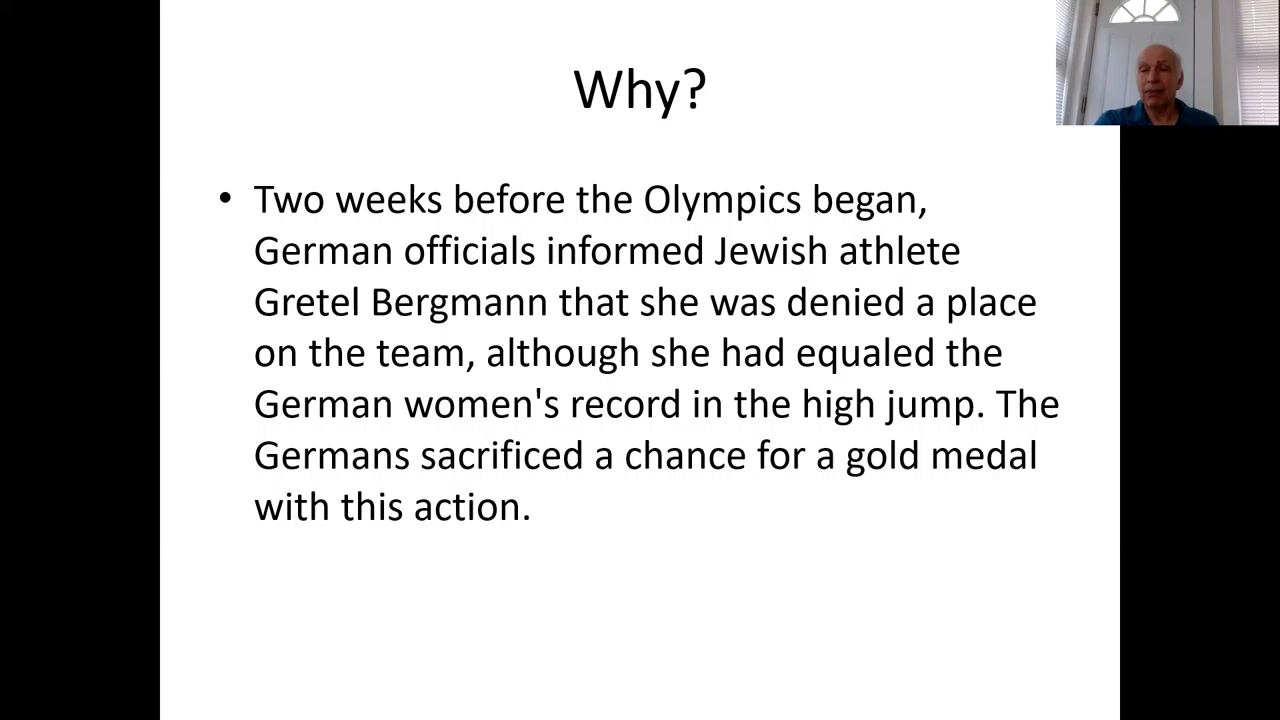 Why?
• Two weeks before the Olympics began,
German officials informed Jewish athlete
Gretel Bergmann that she was denied a place
on the team, although she had equaled the
German women's record in the high jump. The
Germans sacrificed a chance for a gold medal
with this action.